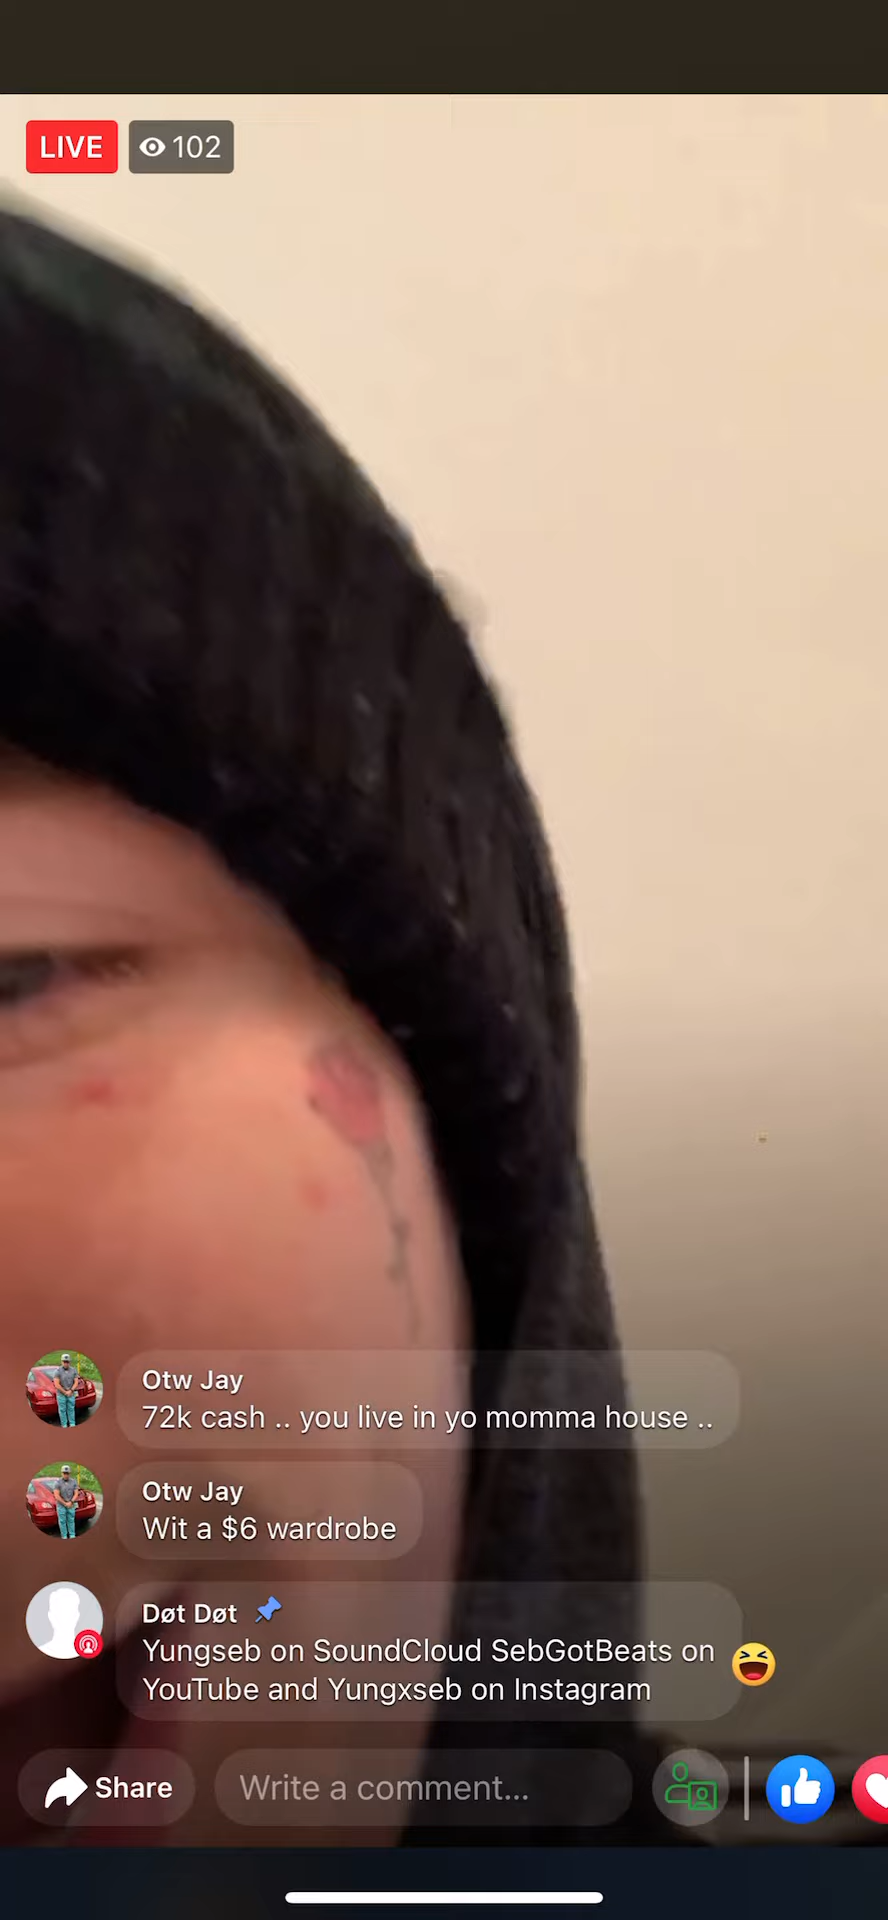 LIVE
102
Otw Jay
72k cash .. you live in yo momma house ..
Otw Jay
Wit a $6 wardrobe
Døt Døt
Yungseb on SoundCloud SebGotBeats on
YouTube and Yungxseb on Instagram
Share
Write a comment...